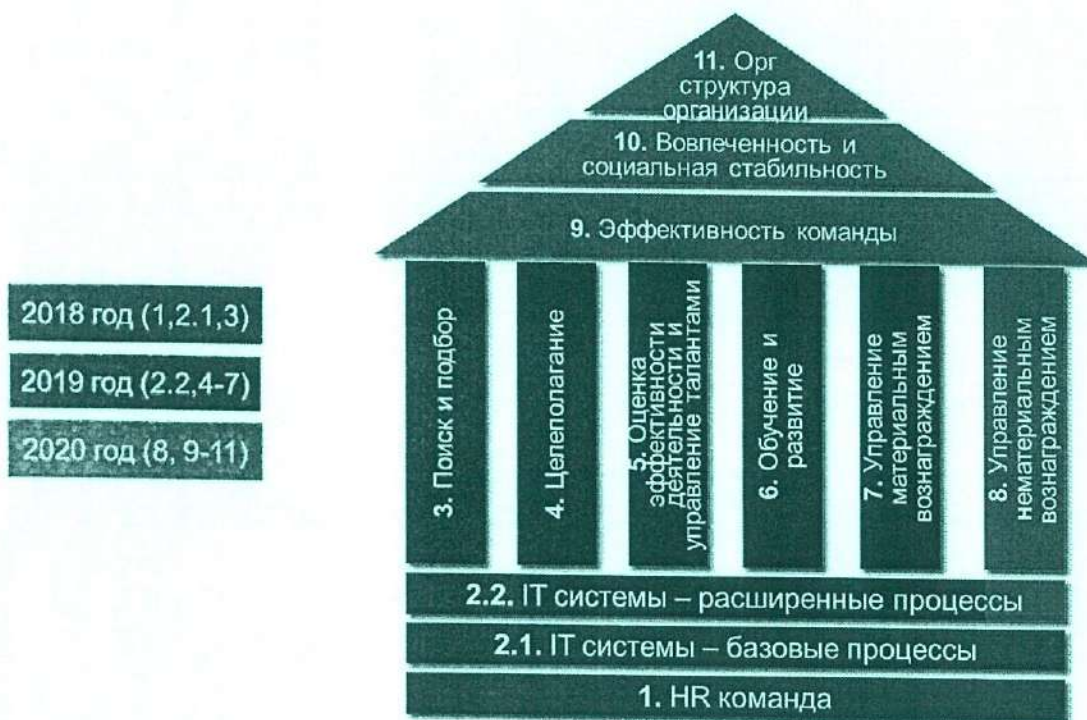 11. Орг
структура
организации
10. Вовлеченность и
социальная стабильность
9. Эффективность команды
2018 год (1,2.1,3)
2019 год (2.2,4-7)
2020 год (8, 9-11)
3. Поиск и подбор
4. Целеполагание
5. Оценка
эффективности
деятельности и
управление талантами
6. Обучение и
развитие
7. Управление
материальным
вознаграждением
8. Управление
нематериальным
вознаграждением
2.2. IT системы – расширенные процессы
2.1. IT системы – базовые процессы
1. HR команда